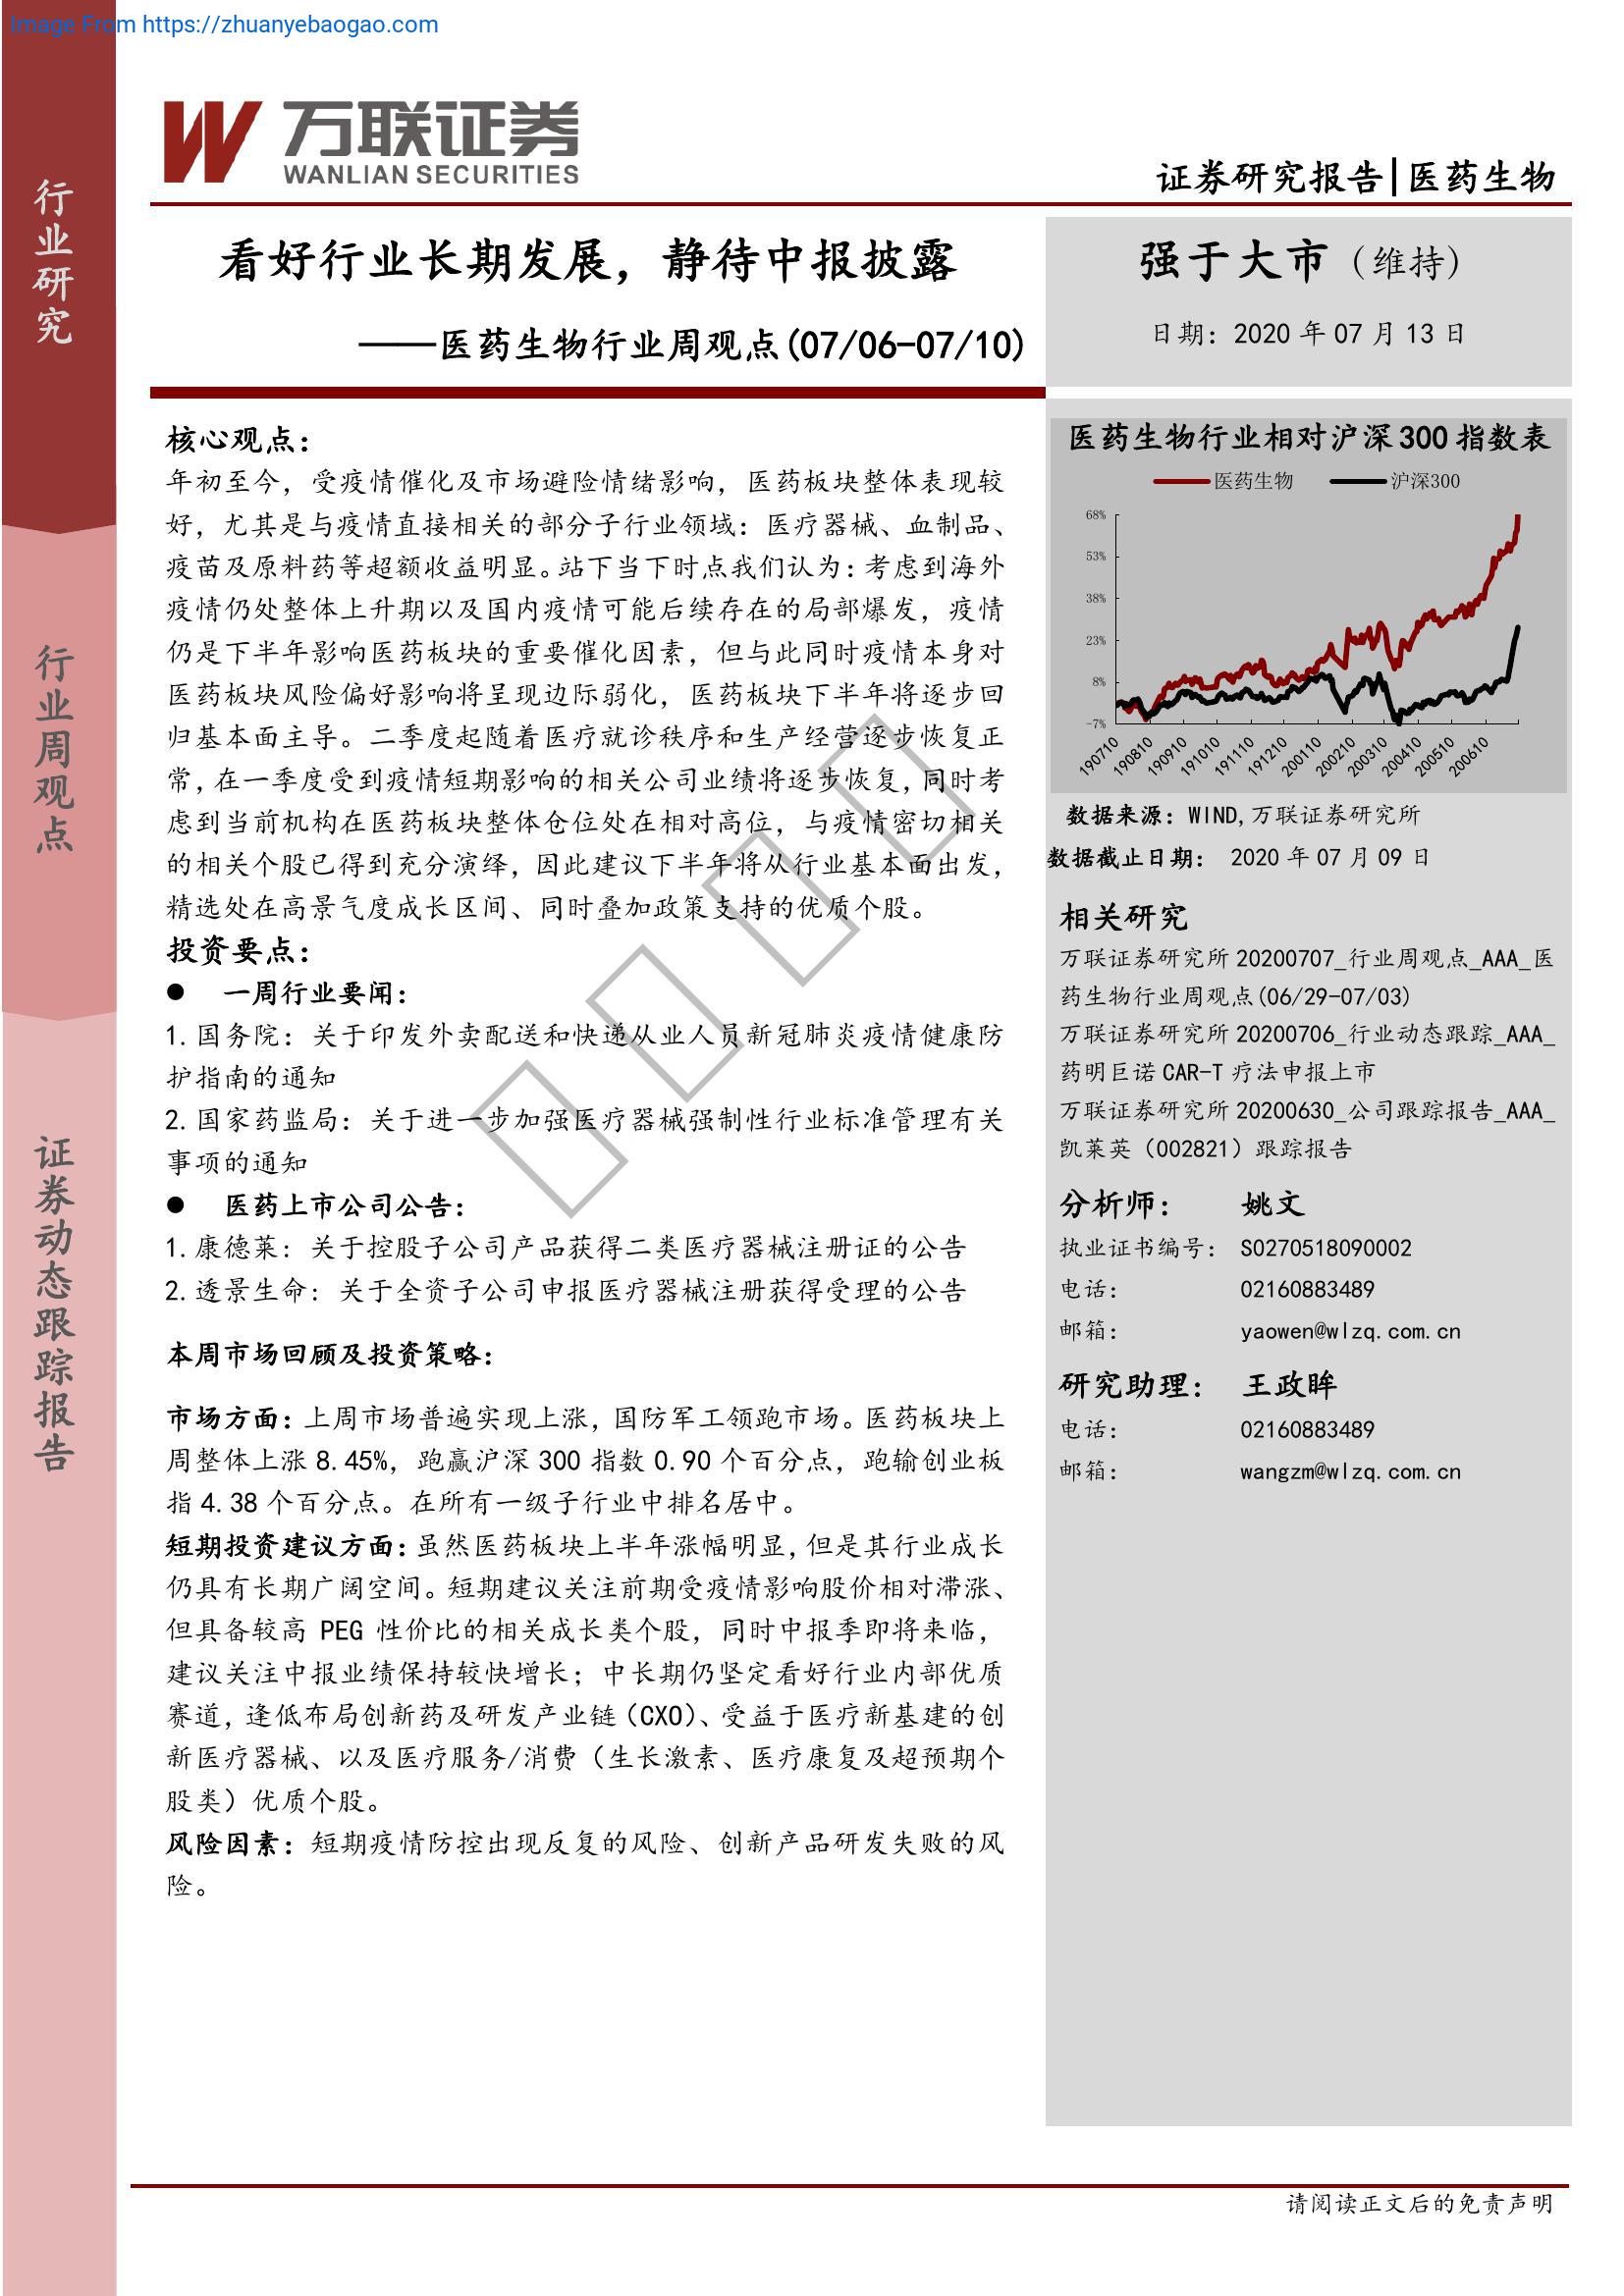 Image From https://zhuanyebaogao.com
万联证券
WANLIAN SECURITIES
证券研究报告|医药生物
行业研究
行业周观点
证券动态跟踪报告
看好行业长期发展，静待中报披露
——医药生物行业周观点(07/06-07/10)
强于大市（维持）
日期：2020 年 07 月 13 日
核心观点：
年初至今，受疫情催化及市场避险情绪影响，医药板块整体表现较
好，尤其是与疫情直接相关的部分子行业领域：医疗器械、血制品、
疫苗及原料药等超额收益明显。站下当下时点我们认为：考虑到海外
疫情仍处整体上升期以及国内疫情可能后续存在的局部爆发，疫情
仍是下半年影响医药板块的重要催化因素，但与此同时疫情本身对
医药板块风险偏好影响将呈现边际弱化，医药板块下半年将逐步回
归基本面主导。二季度起随着医疗就诊秩序和生产经营逐步恢复正
常，在一季度受到疫情短期影响的相关公司业绩将逐步恢复，同时考
虑到当前机构在医药板块整体仓位处在相对高位，与疫情密切相关
的相关个股已得到充分演绎，因此建议下半年将从行业基本面出发，
精选处在高景气度成长区间、同时叠加政策支持的优质个股。
投资要点：
● 一周行业要闻：
1. 国务院：关于印发外卖配送和快递从业人员新冠肺炎疫情健康防
护指南的通知
2. 国家药监局：关于进一步加强医疗器械强制性行业标准管理有关
事项的通知
● 医药上市公司公告：
1. 康德莱：关于控股子公司产品获得二类医疗器械注册证的公告
2. 透景生命：关于全资子公司申报医疗器械注册获得受理的公告
本周市场回顾及投资策略：
市场方面：上周市场普遍实现上涨，国防军工领跑市场。医药板块上
周整体上涨 8.45%，跑赢沪深 300 指数 0.90 个百分点，跑输创业板
指 4.38 个百分点。在所有一级子行业中排名居中。
短期投资建议方面：虽然医药板块上半年涨幅明显，但是其行业成长
仍具有长期广阔空间。短期建议关注前期受疫情影响股价相对滞涨、
但具备较高 PEG 性价比的相关成长类个股，同时中报季即将来临，
建议关注中报业绩保持较快增长；中长期仍坚定看好行业内部优质
赛道，逢低布局创新药及研发产业链（CXO）、受益于医疗新基建的创
新医疗器械、以及医疗服务/消费（生长激素、医疗康复及超预期个
股类）优质个股。
风险因素：短期疫情防控出现反复的风险、创新产品研发失败的风
险。
医药生物行业相对沪深 300 指数表
医药生物 沪深300
68%
53%
38%
23%
8%
-7%
190710 190810 190910 191010 191110 191210 200110 200210 200310 200410 200510 200610
数据来源：WIND,万联证券研究所
数据截止日期： 2020 年 07 月 09 日
相关研究
万联证券研究所 20200707_行业周观点_AAA_医
药生物行业周观点(06/29-07/03)
万联证券研究所 20200706_行业动态跟踪_AAA_
药明巨诺 CAR-T 疗法申报上市
万联证券研究所 20200630_公司跟踪报告_AAA_
凯莱英（002821）跟踪报告
分析师： 姚文
执业证书编号： S0270518090002
电话： 02160883489
邮箱： yaowen@wlzq.com.cn
研究助理： 王政眸
电话： 02160883489
邮箱： wangzm@wlzq.com.cn
请阅读正文后的免责声明